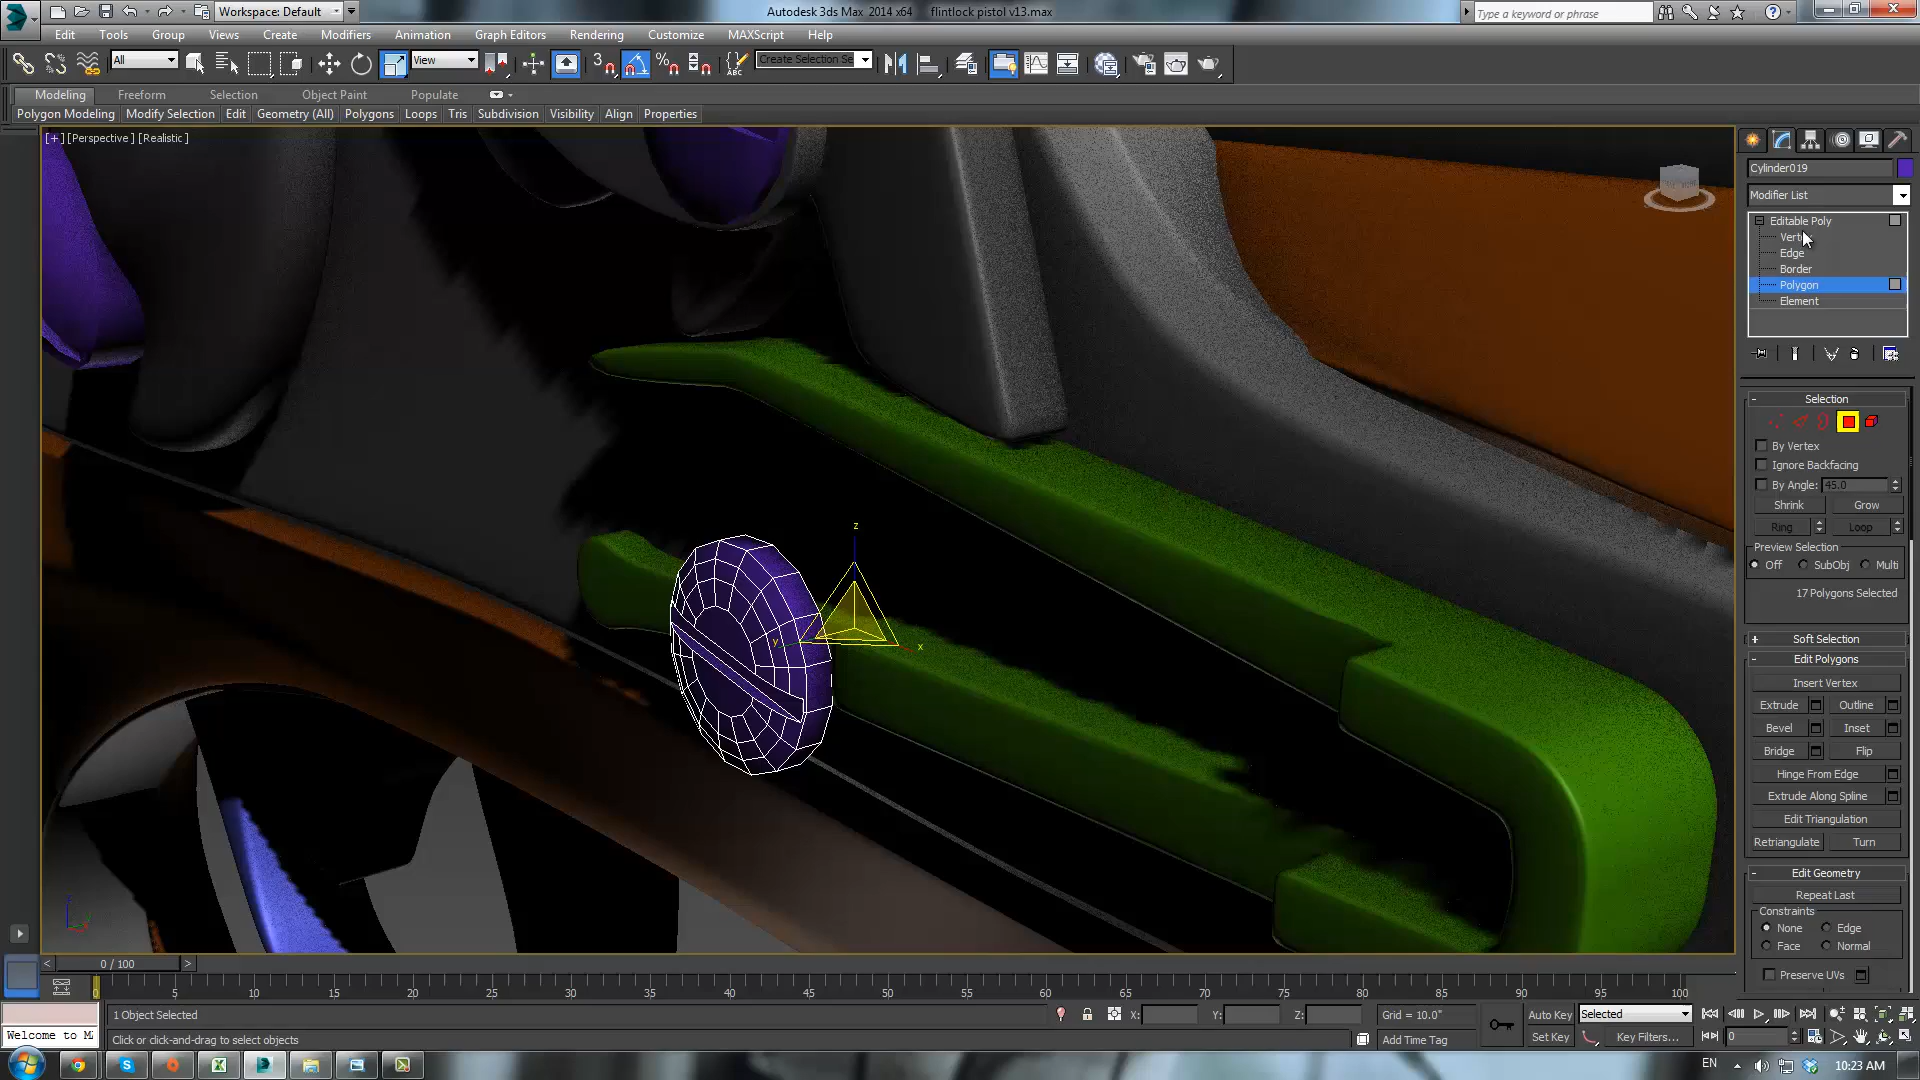 Workspace: Default
Autodesk 3ds Max 2014 x64 flintlock pistol v13.max
Type a keyword or phrase
Edit Tools Group Views Create Modifiers Animation Graph Editors Rendering Customize MAXScript Help
All View Create Selection Se
Modeling Freeform Selection Object Paint Populate
Polygon Modeling Modify Selection Edit Geometry (All) Polygons Loops Tris Subdivision Visibility Align Properties
[+] [Perspective] [Realistic]
Cylinder019
Modifier List
Editable Poly
Vertex
Edge
Border
Polygon
Element
Selection
By Vertex
Ignore Backfacing
By Angle: 45.0
Shrink Grow
Ring Loop
Preview Selection
Off SubObj Multi
17 Polygons Selected
Soft Selection
Edit Polygons
Insert Vertex
Extrude Outline
Bevel Inset
Bridge Flip
Hinge From Edge
Extrude Along Spline
Edit Triangulation
Retriangulate Turn
Edit Geometry
Repeat Last
Constraints
None Edge
Face Normal
Preserve UVs
z
y
x
0 / 100
0 5 10 15 20 25 30 35 40 45 50 55 60 65 70 75 80 85 90 95 100
1 Object Selected X: Y: Z: Grid = 10.0" Auto Key Selected
Welcome to M
Click or click-and-drag to select objects Add Time Tag Set Key Key Filters... 0
EN 10:23 AM